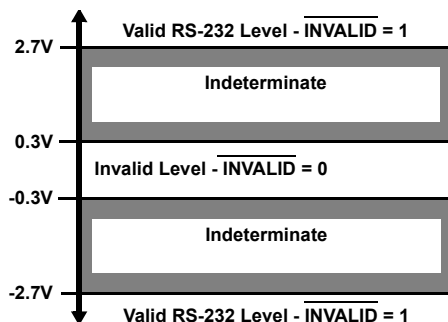 Valid RS-232 Level - INVALID = 1
2.7V
Indeterminate
0.3V
Invalid Level - INVALID = 0
-0.3V
Indeterminate
-2.7V
Valid RS-232 Level - INVALID = 1